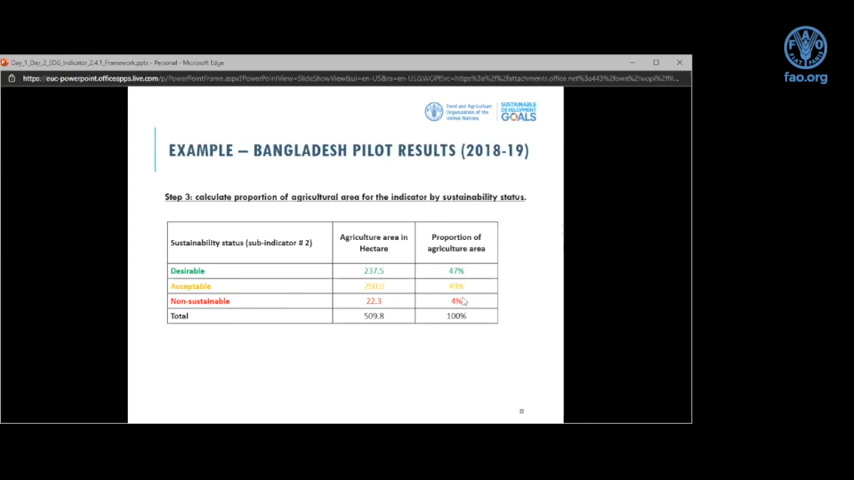 Day_1_Day_2_SDG_Indicator_2.4.1_Framework.pptx - Personal - Microsoft Edge
FAO
FIAT PANIS
fao.org
Food and Agriculture
Organization of the
United Nations
SUSTAINABLE
DEVELOPMENT
GOALS
EXAMPLE – BANGLADESH PILOT RESULTS (2018-19)
Step 3: calculate proportion of agricultural area for the indicator by sustainability status.
Sustainability status (sub-indicator # 2) Agriculture area in Hectare Proportion of agriculture area
Desirable 237.5 47%
Acceptable 250.0 49%
Non-sustainable 22.3 4%
Total 509.8 100%